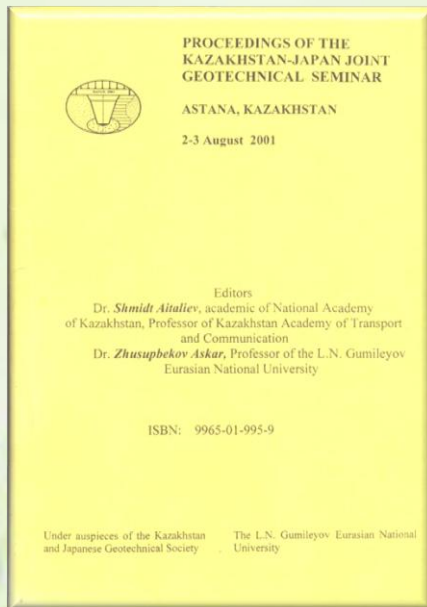 PROCEEDINGS OF THE
KAZAKHSTAN-JAPAN JOINT
GEOTECHNICAL SEMINAR
ASTANA, KAZAKHSTAN
2-3 August 2001
Editors
Dr. Shmidt Aitaliev, academic of National Academy
of Kazakhstan, Professor of Kazakhstan Academy of Transport
and Communication
Dr. Zhusupbekov Askar, Professor of the L.N. Gumileyov
Eurasian National University
ISBN: 9965-01-995-9
Under auspieces of the Kazakhstan
and Japanese Geotechnical Society
The L.N. Gumileyov Eurasian National
University